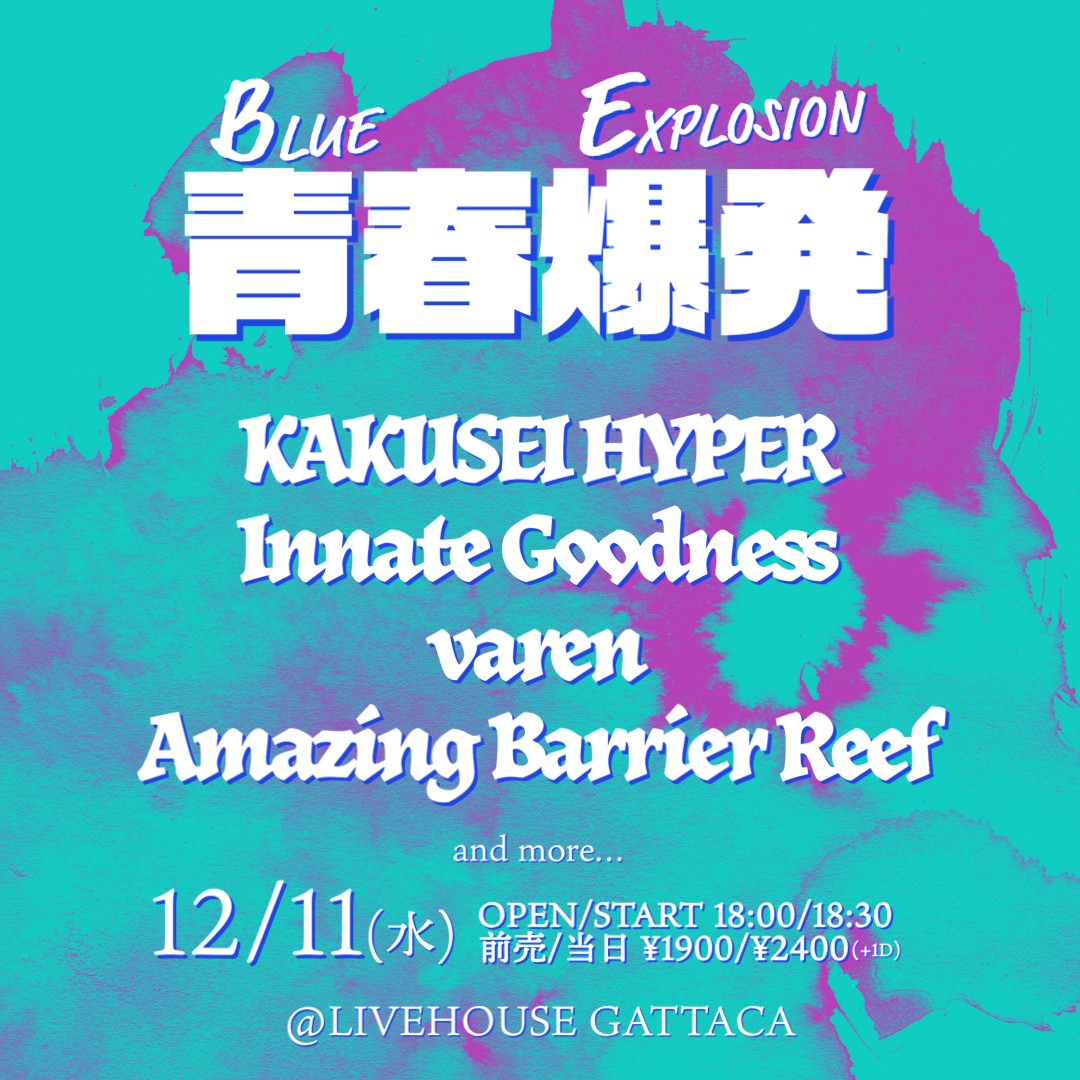 BLUE EXPLOSION
青春爆発
KAKUSEI HYPER
Innate Goodness
varen
Amazing Barrier Reef
and more...
12/11(水)
OPEN/START 18:00/18:30
前売/当日 ¥1900/¥2400(+1D)
@LIVEHOUSE GATTACA